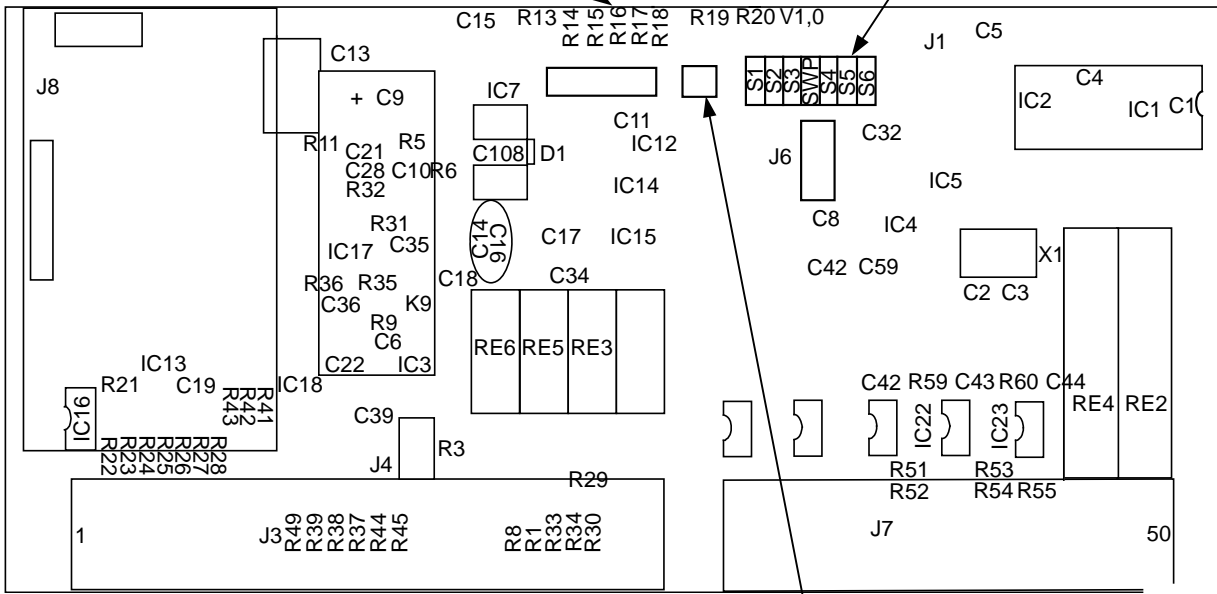 C15 R13 R14 R15 R16 R17 R18 R19 R20 V1,0
C5
J1
C13
J8
S1 S2 S3 SWP S4 S5 S6
C4
IC7
+ C9
IC2
IC1 C1
C11
C32
R11 R5
IC12
C21
C108 D1
J6
C28 C10 R6
R32
IC14
IC5
R31
C8
IC4
C14 C16
C17
IC15
C35
IC17
X1
C42 C59
R36 R35 C18 C34
C2 C3
C36 K9
R9
C6
RE6 RE5 RE3
IC13
C22 IC3
R21 C19 IC18
C42 R59 C43 R60 C44
R43 R42 R41
RE4 RE2
IC16
C39
IC22 IC23
R22 R23 R24 R25 R26 R27 R28
R3
J4
R51 R53
R29
R52 R54 R55
1
J3
R49 R39 R38 R37 R44 R45
R8 R1 R33 R34 R30
J7
50